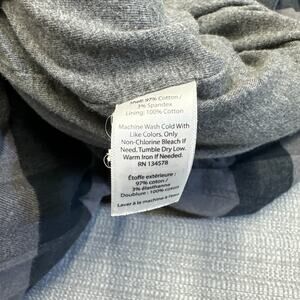 Shell: 97% Cotton /
3% Spandex
Lining: 100% Cotton
Machine Wash Cold With
Like Colors. Only
Non-Chlorine Bleach if
Need. Tumble Dry Low.
Warm Iron if Needed.
RN 134578
Étoffe extérieure :
97% coton /
3% élasthanne
Doublure : 100% coton
Laver à la machine à l'eau